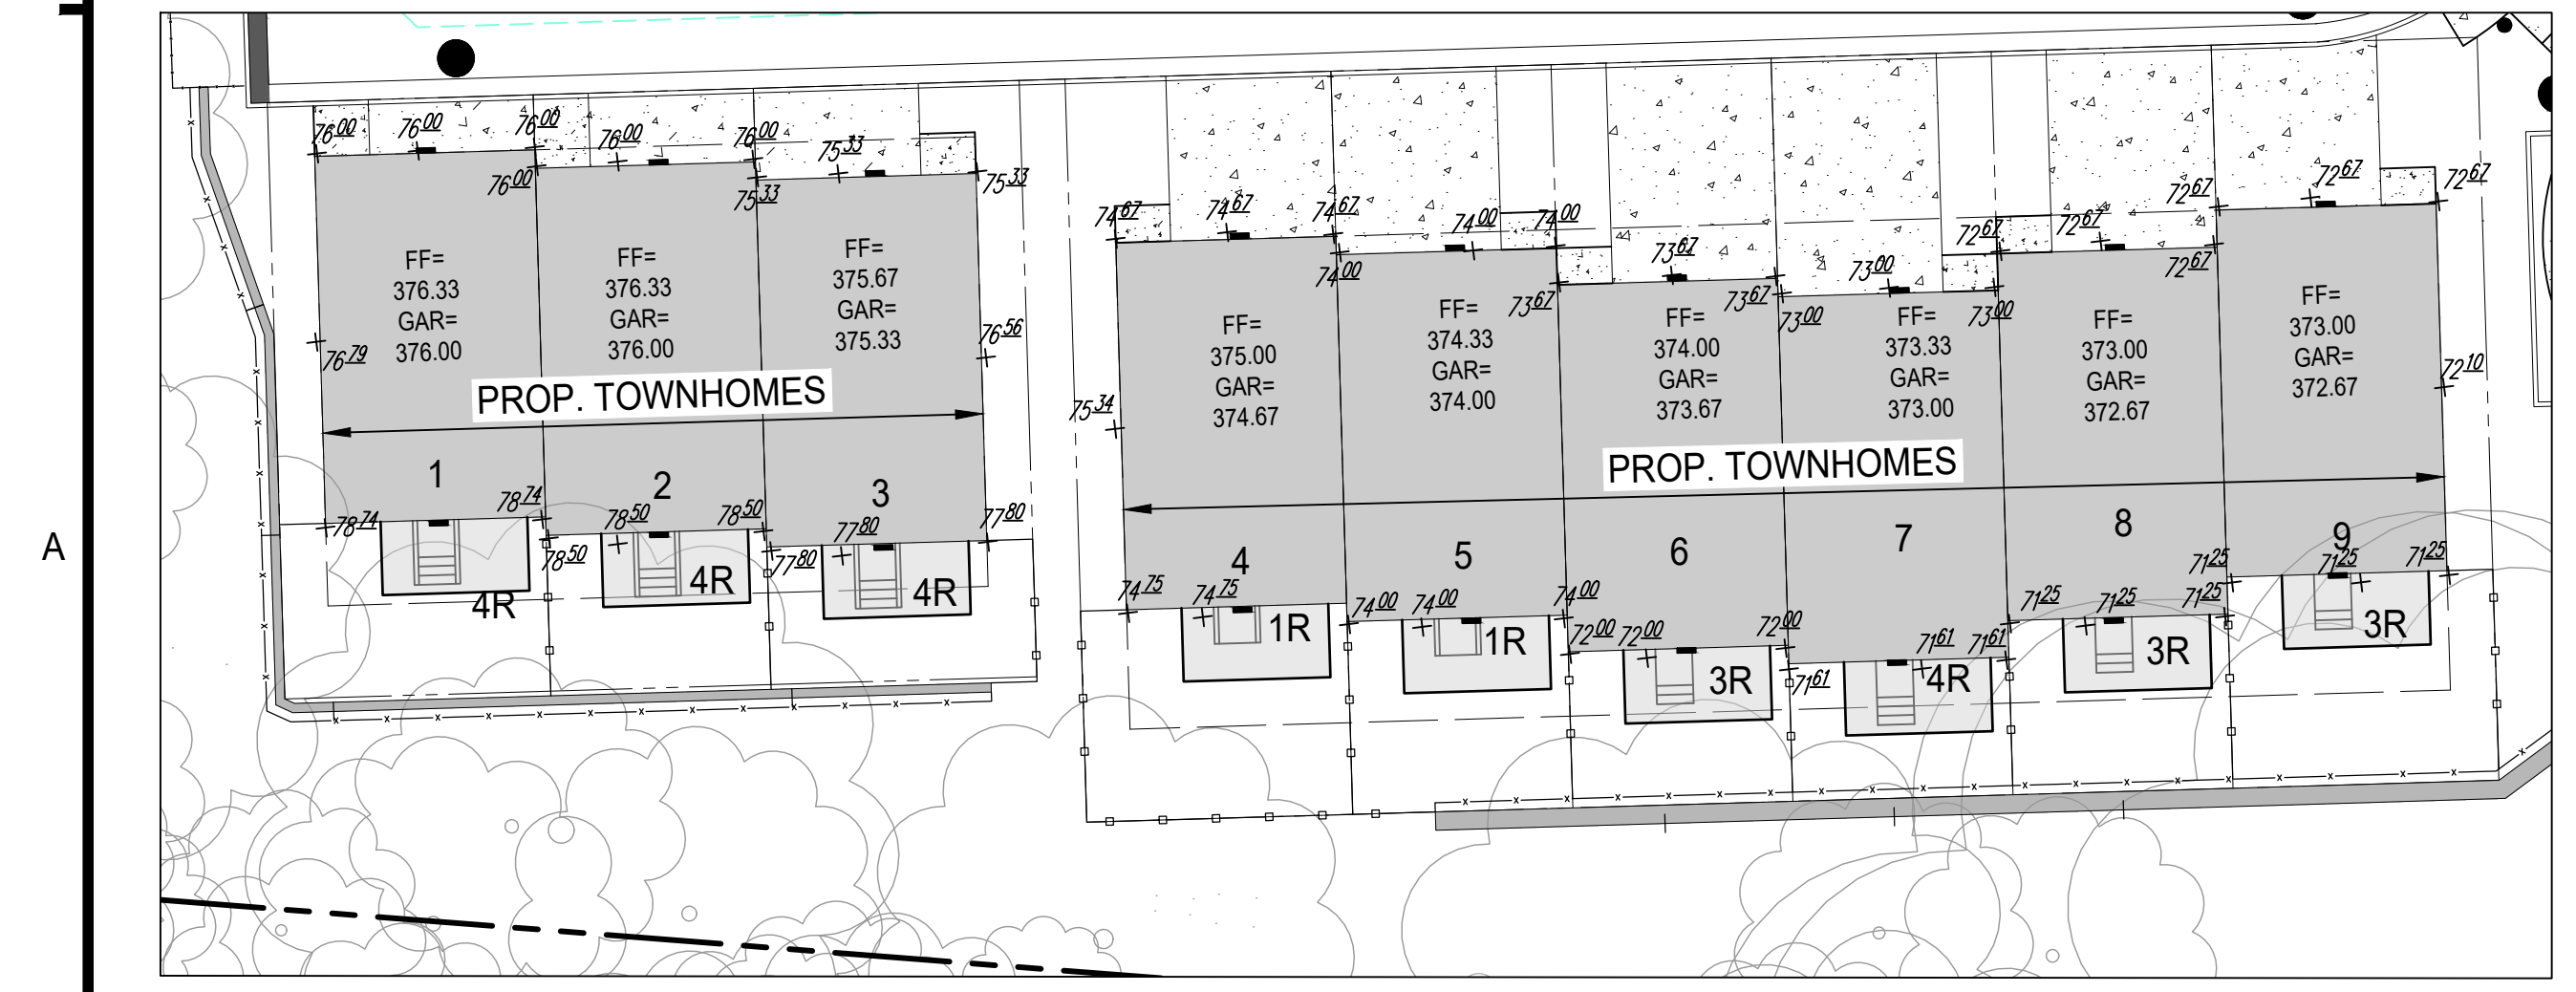 A
76 00
76 00
76 00
76 00
76 00
75 33
75 33
76 00
75 33
FF=
376.33
GAR=
376.00
FF=
376.33
GAR=
376.00
FF=
375.67
GAR=
375.33
76 79
76 56
PROP. TOWNHOMES
1
2
3
78 74
78 74
78 50
78 50
78 50
77 80
77 80
77 80
4R
4R
4R
74 67
74 67
74 67
74 00
74 00
74 00
73 67
73 67
73 67
73 00
73 00
73 00
72 67
72 67
72 67
72 67
72 67
72 67
FF=
375.00
GAR=
374.67
FF=
374.33
GAR=
374.00
FF=
374.00
GAR=
373.67
FF=
373.33
GAR=
373.00
FF=
373.00
GAR=
372.67
FF=
373.00
GAR=
372.67
75 34
72 10
PROP. TOWNHOMES
4
5
6
7
8
9
74 75
74 75
74 00
74 00
74 00
72 00
72 00
72 00
71 61
71 61
71 61
71 25
71 25
71 25
71 25
71 25
71 25
1R
1R
3R
4R
3R
3R